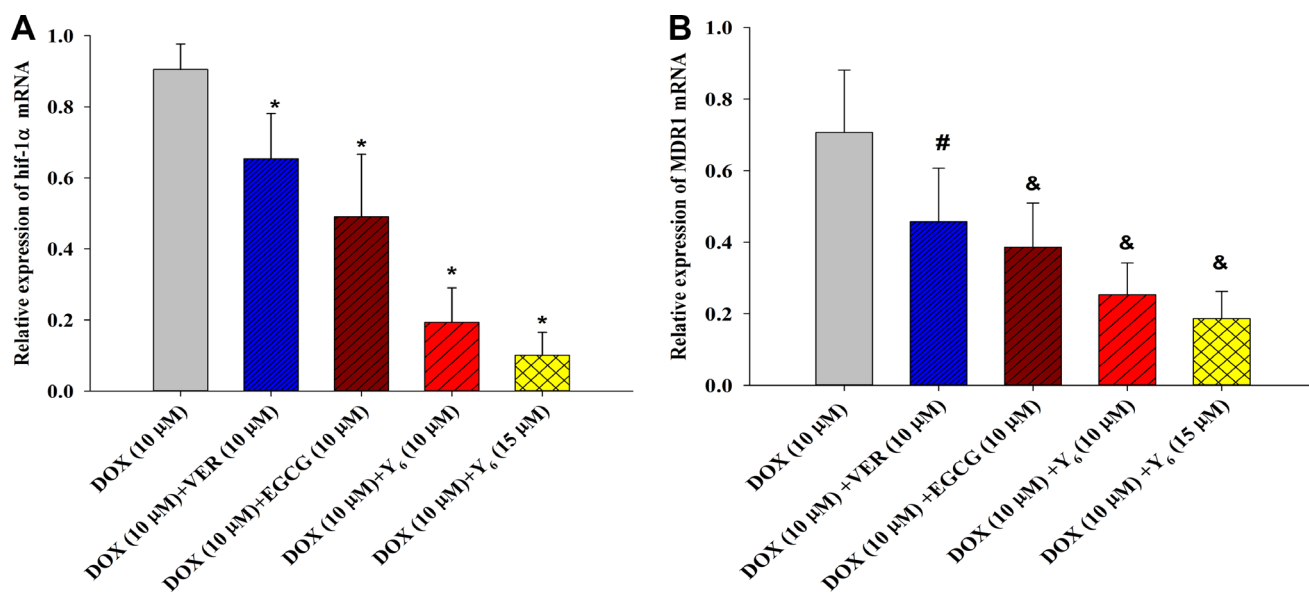 A
Relative expression of hif-1α mRNA
1.0
0.8
0.6
0.4
0.2
0.0
*
*
*
*
DOX (10 μM)
DOX (10 μM)+VER (10 μM)
DOX (10 μM)+EGCG (10 μM)
DOX (10 μM)+Y6 (10 μM)
DOX (10 μM)+Y6 (15 μM)
B
Relative expression of MDR1 mRNA
1.0
0.8
0.6
0.4
0.2
0.0
#
&
&
&
DOX (10 μM)
DOX (10 μM) +VER (10 μM)
DOX (10 μM) +EGCG (10 μM)
DOX (10 μM) +Y6 (10 μM)
DOX (10 μM) +Y6 (15 μM)